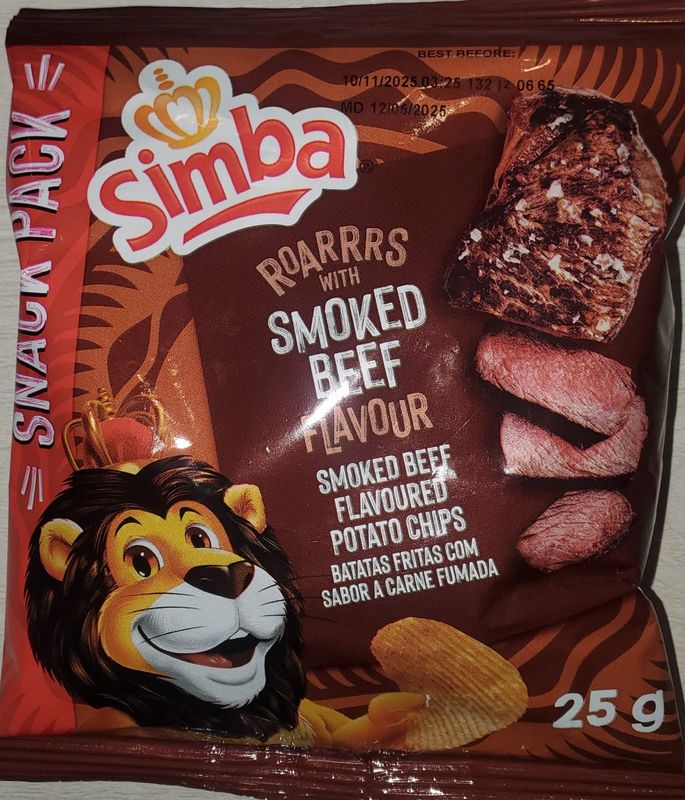 BEST BEFORE:
10/11/2025 03:25 132 J2 06 65
MD 12/05/2025
SNACK PACK
Simba
®
ROARRRS
WITH
SMOKED
BEEF
FLAVOUR
SMOKED BEEF
FLAVOURED
POTATO CHIPS
BATATAS FRITAS COM
SABOR A CARNE FUMADA
25 g